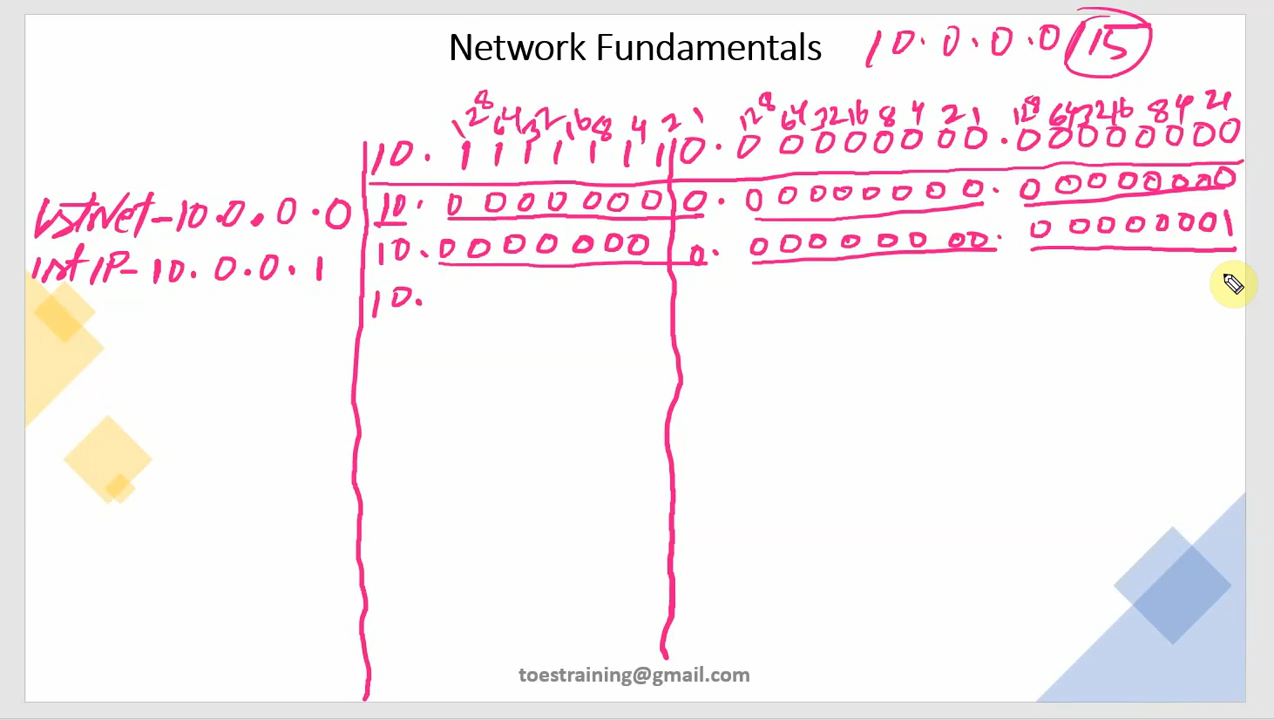 Network Fundamentals 10.0.0.0/15
128 64 32 16 8 4 2 1 128 64 32 16 8 4 2 1 128 64 32 16 8 4 21
10. 1 1 1 1 1 1 1 0. 0 0 0 0 0 0 0 0. 0 0 0 0 0 0 0 0
1st Net - 10.0.0.0 10. 0 0 0 0 0 0 0 0. 0 0 0 0 0 0 0 0. 0 0 0 0 0 0 0 0
1st IP - 10.0.0.1 10. 0 0 0 0 0 0 0 0. 0 0 0 0 0 0 0 0. 0 0 0 0 0 0 0 1
10.
toestraining@gmail.com